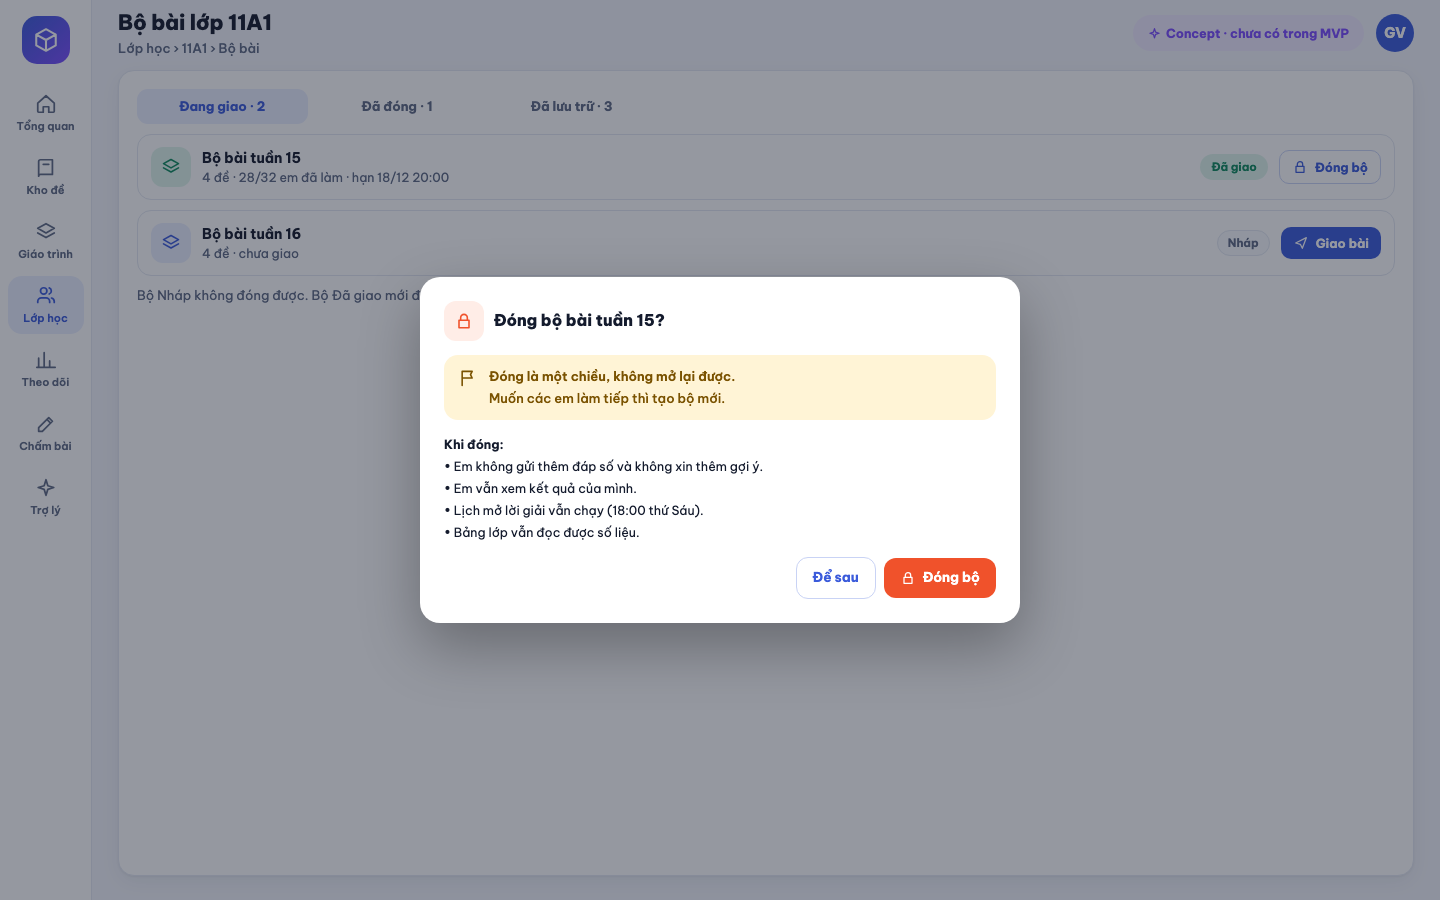 Bộ bài lớp 11A1
Lớp học › 11A1 › Bộ bài
Concept · chưa có trong MVP
GV
Tổng quan
Kho đề
Giáo trình
Lớp học
Theo dõi
Chấm bài
Trợ lý
Đang giao · 2
Đã đóng · 1
Đã lưu trữ · 3
Bộ bài tuần 15
4 đề · 28/32 em đã làm · hạn 18/12 20:00
Đã giao
Đóng bộ
Bộ bài tuần 16
4 đề · chưa giao
Nháp
Giao bài
Bộ Nháp không đóng được. Bộ Đã giao mới
Đóng bộ bài tuần 15?
Đóng là một chiều, không mở lại được.
Muốn các em làm tiếp thì tạo bộ mới.
Khi đóng:
• Em không gửi thêm đáp số và không xin thêm gợi ý.
• Em vẫn xem kết quả của mình.
• Lịch mở lời giải vẫn chạy (18:00 thứ Sáu).
• Bảng lớp vẫn đọc được số liệu.
Để sau
Đóng bộ